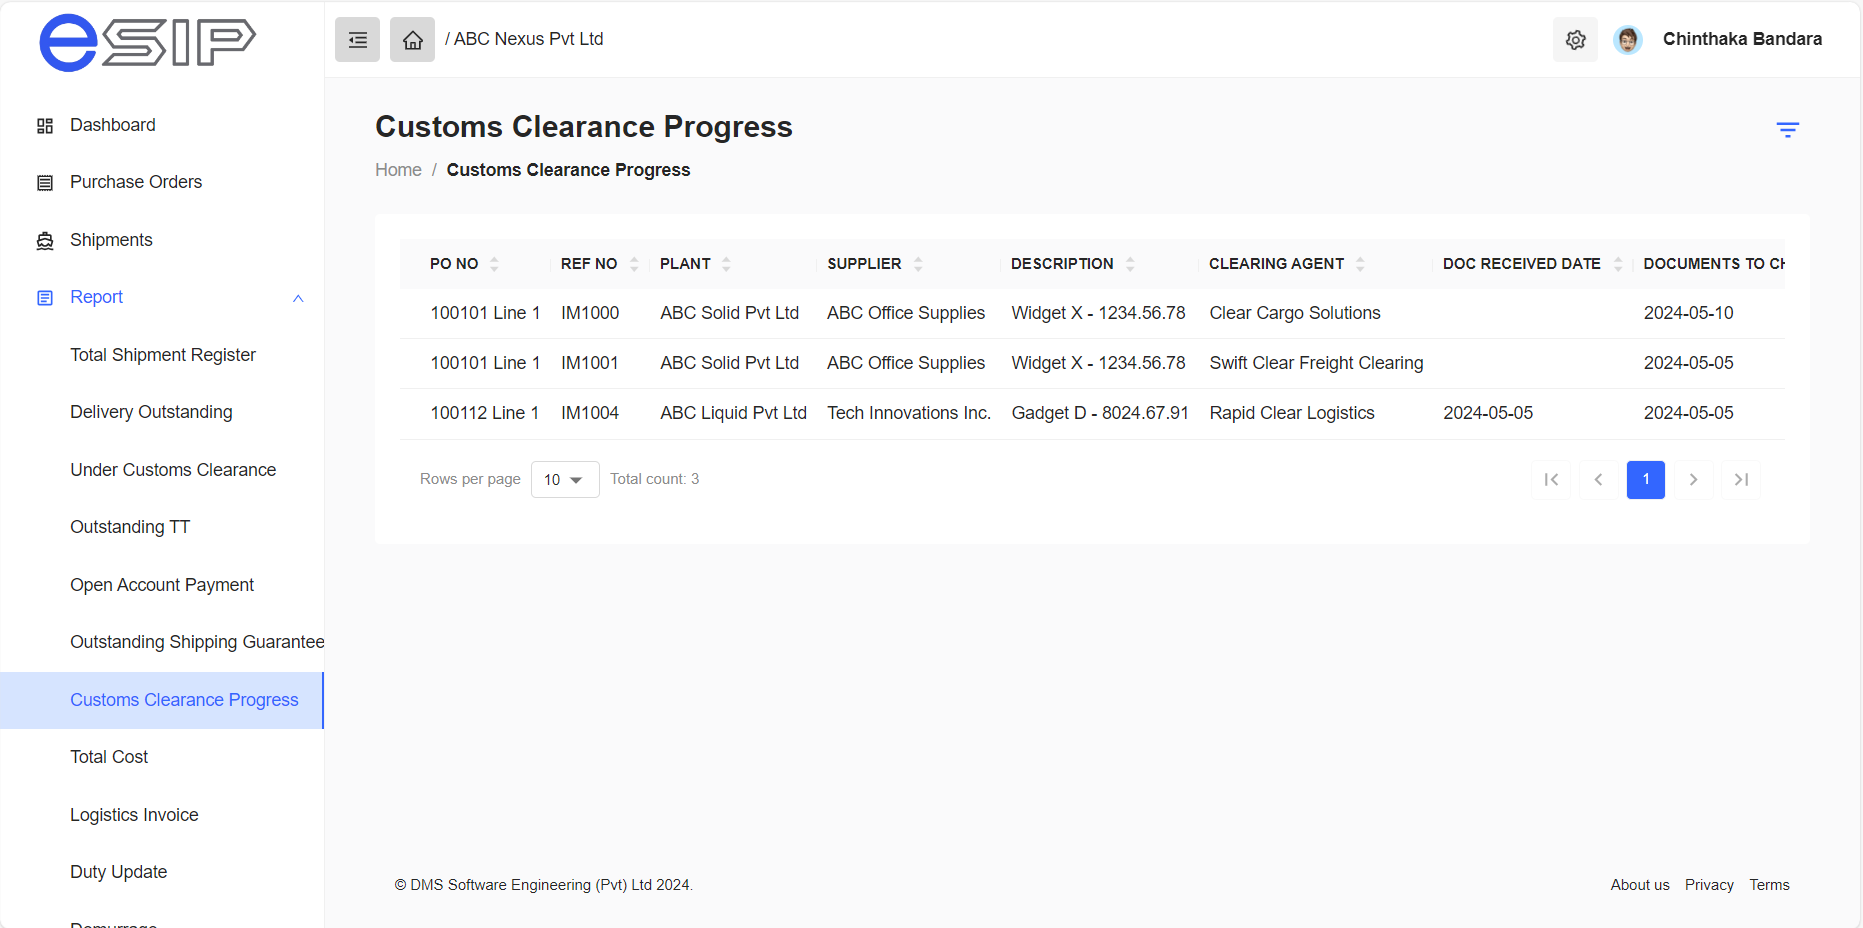 eSIP
/ ABC Nexus Pvt Ltd
Chinthaka Bandara
Dashboard
Purchase Orders
Shipments
Report
Total Shipment Register
Delivery Outstanding
Under Customs Clearance
Outstanding TT
Open Account Payment
Outstanding Shipping Guarantee
Customs Clearance Progress
Total Cost
Logistics Invoice
Duty Update
Customs Clearance Progress
Home / Customs Clearance Progress
PO NO REF NO PLANT SUPPLIER DESCRIPTION CLEARING AGENT DOC RECEIVED DATE DOCUMENTS TO CH
100101 Line 1 IM1000 ABC Solid Pvt Ltd ABC Office Supplies Widget X - 1234.56.78 Clear Cargo Solutions 2024-05-10
100101 Line 1 IM1001 ABC Solid Pvt Ltd ABC Office Supplies Widget X - 1234.56.78 Swift Clear Freight Clearing 2024-05-05
100112 Line 1 IM1004 ABC Liquid Pvt Ltd Tech Innovations Inc. Gadget D - 8024.67.91 Rapid Clear Logistics 2024-05-05 2024-05-05
Rows per page 10 Total count: 3
1
© DMS Software Engineering (Pvt) Ltd 2024.
About us Privacy Terms